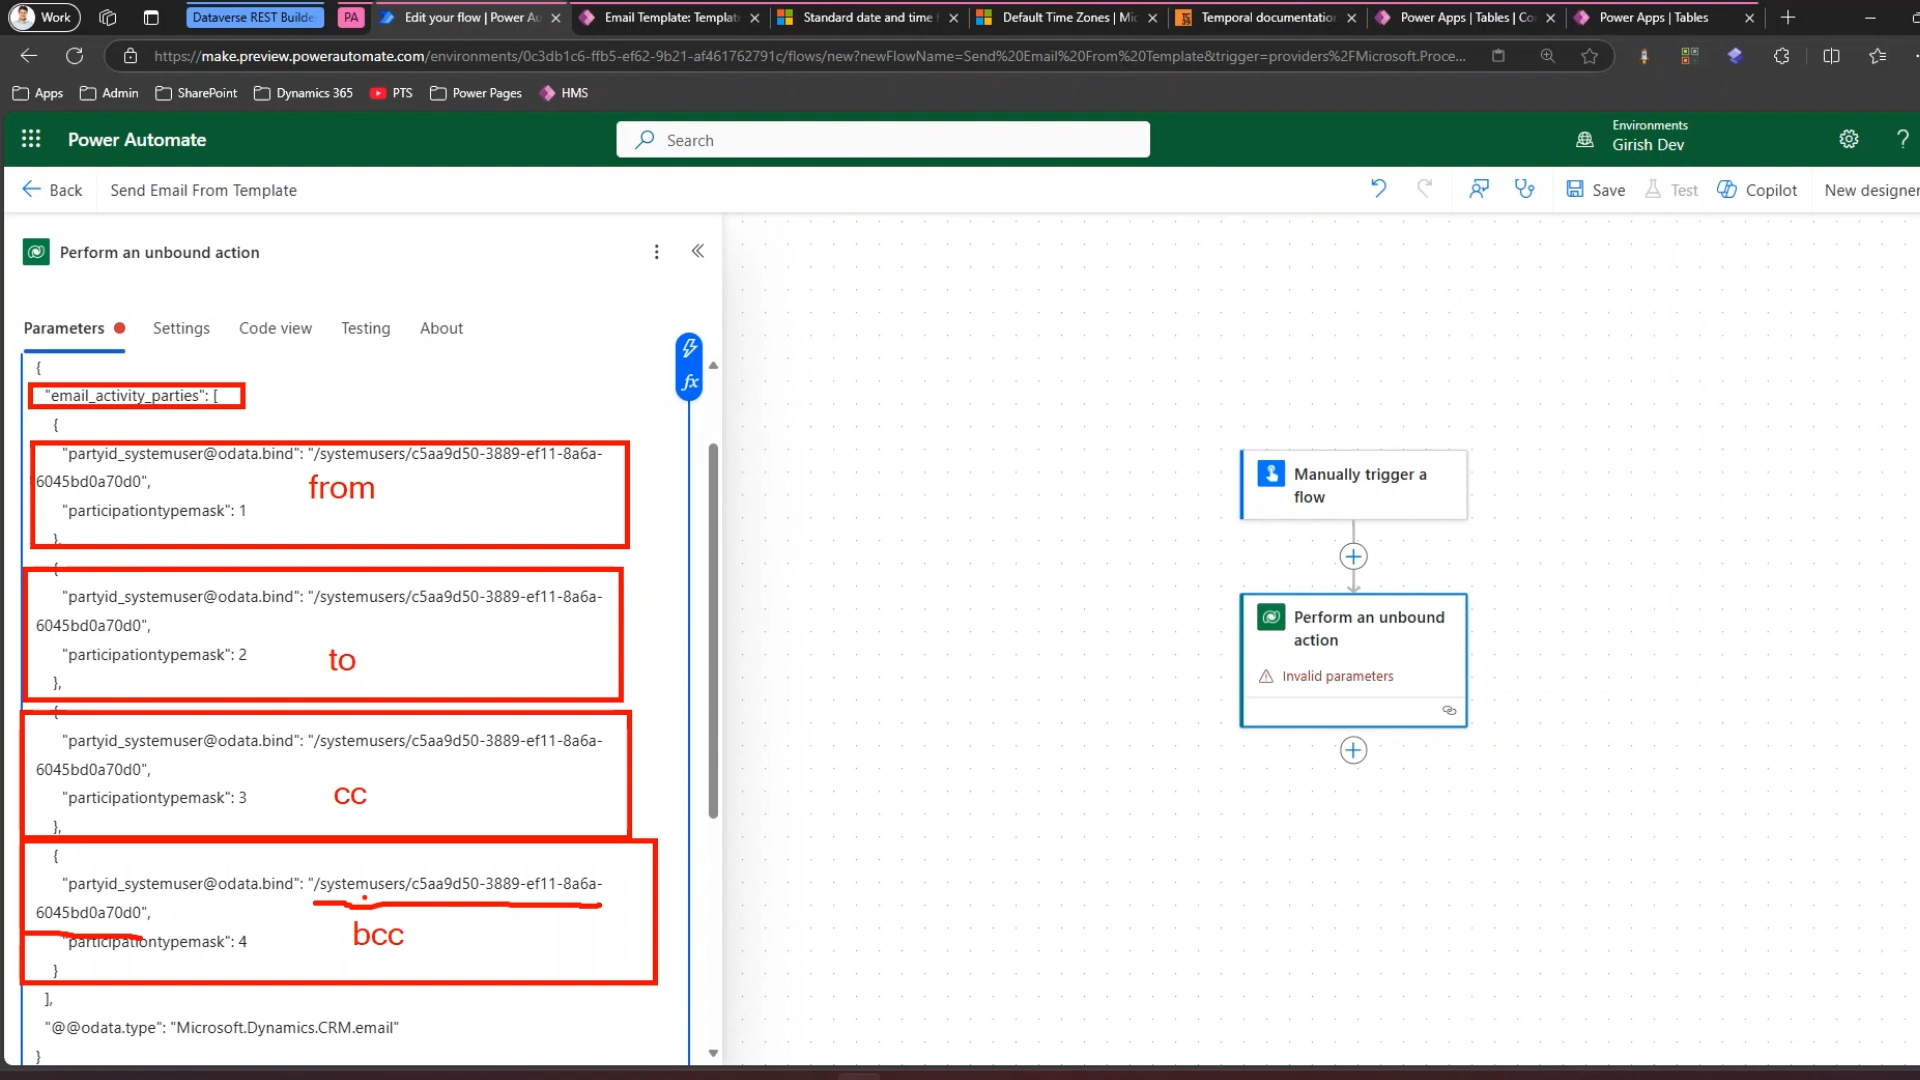 Work
Dataverse REST Builde
PA
Edit your flow | Power Au
Email Template: Templat
Standard date and time f
Default Time Zones | Mic
Temporal documentation
Power Apps | Tables | Co
Power Apps | Tables
https://make.preview.powerautomate.com/environments/0c3db1c6-ffb5-ef62-9b21-af461762791c/flows/new?newFlowName=Send%20Email%20From%20Template&trigger=providers%2FMicrosoft.Proce...
Apps
Admin
SharePoint
Dynamics 365
PTS
Power Pages
HMS
Power Automate
Search
Environments
Girish Dev
?
Back
Send Email From Template
Save
Test
Copilot
New designer
Perform an unbound action
Parameters
Settings
Code view
Testing
About
fx
{
"email_activity_parties": [
{
"partyid_systemuser@odata.bind": "/systemusers/c5aa9d50-3889-ef11-8a6a-
6045bd0a70d0",
from
"participationtypemask": 1
},
{
"partyid_systemuser@odata.bind": "/systemusers/c5aa9d50-3889-ef11-8a6a-
6045bd0a70d0",
"participationtypemask": 2
to
},
{
"partyid_systemuser@odata.bind": "/systemusers/c5aa9d50-3889-ef11-8a6a-
6045bd0a70d0",
"participationtypemask": 3
cc
},
{
"partyid_systemuser@odata.bind": "/systemusers/c5aa9d50-3889-ef11-8a6a-
6045bd0a70d0",
bcc
"participationtypemask": 4
}
],
"@@odata.type": "Microsoft.Dynamics.CRM.email"
}
Manually trigger a
flow
Perform an unbound
action
Invalid parameters